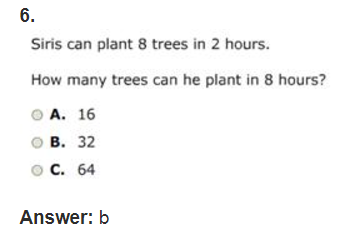 6.
Siris can plant 8 trees in 2 hours.
How many trees can he plant in 8 hours?
A. 16
B. 32
C. 64
Answer: b